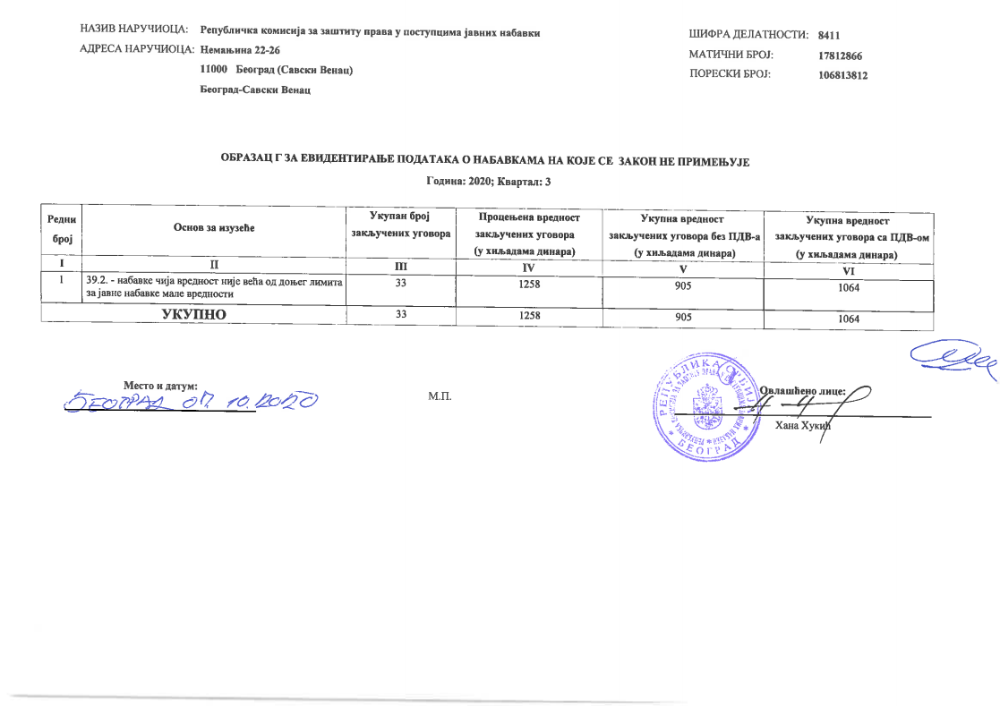 НАЗИВ НАРУЧИОЦА: Републичка комисија за заштиту права у поступцима јавних набавки
АДРЕСА НАРУЧИОЦА: Немањина 22-26
11000 Београд (Савски Венац)
Београд-Савски Венац
ШИФРА ДЕЛАТНОСТИ: 8411
МАТИЧНИ БРОЈ: 17812866
ПОРЕСКИ БРОЈ: 106813812
ОБРАЗАЦ Г ЗА ЕВИДЕНТИРАЊЕ ПОДАТАКА О НАБАВКАМА НА КОЈЕ СЕ ЗАКОН НЕ ПРИМЕЊУЈЕ
Година: 2020; Квартал: 3
Редни број
Основ за изузеће
Укупан број
закључених уговора
Процењена вредност
закључених уговора
(у хиљадама динара)
Укупна вредност
закључених уговора без ПДВ-а
(у хиљадама динара)
Укупна вредност
закључених уговора са ПДВ-ом
(у хиљадама динара)
I II III IV V VI
1 39.2. - набавке чија вредност није већа од доњег лимита 33 1258 905 1064
за јавне набавке мале вредности
УКУПНО 33 1258 905 1064
Место и датум:
БЕОГРАД 07.10.2020
М.П.
РЕПУБЛИКА СРБИЈА
БЕОГРАД
Овлашћено лице:
Хана Хукић